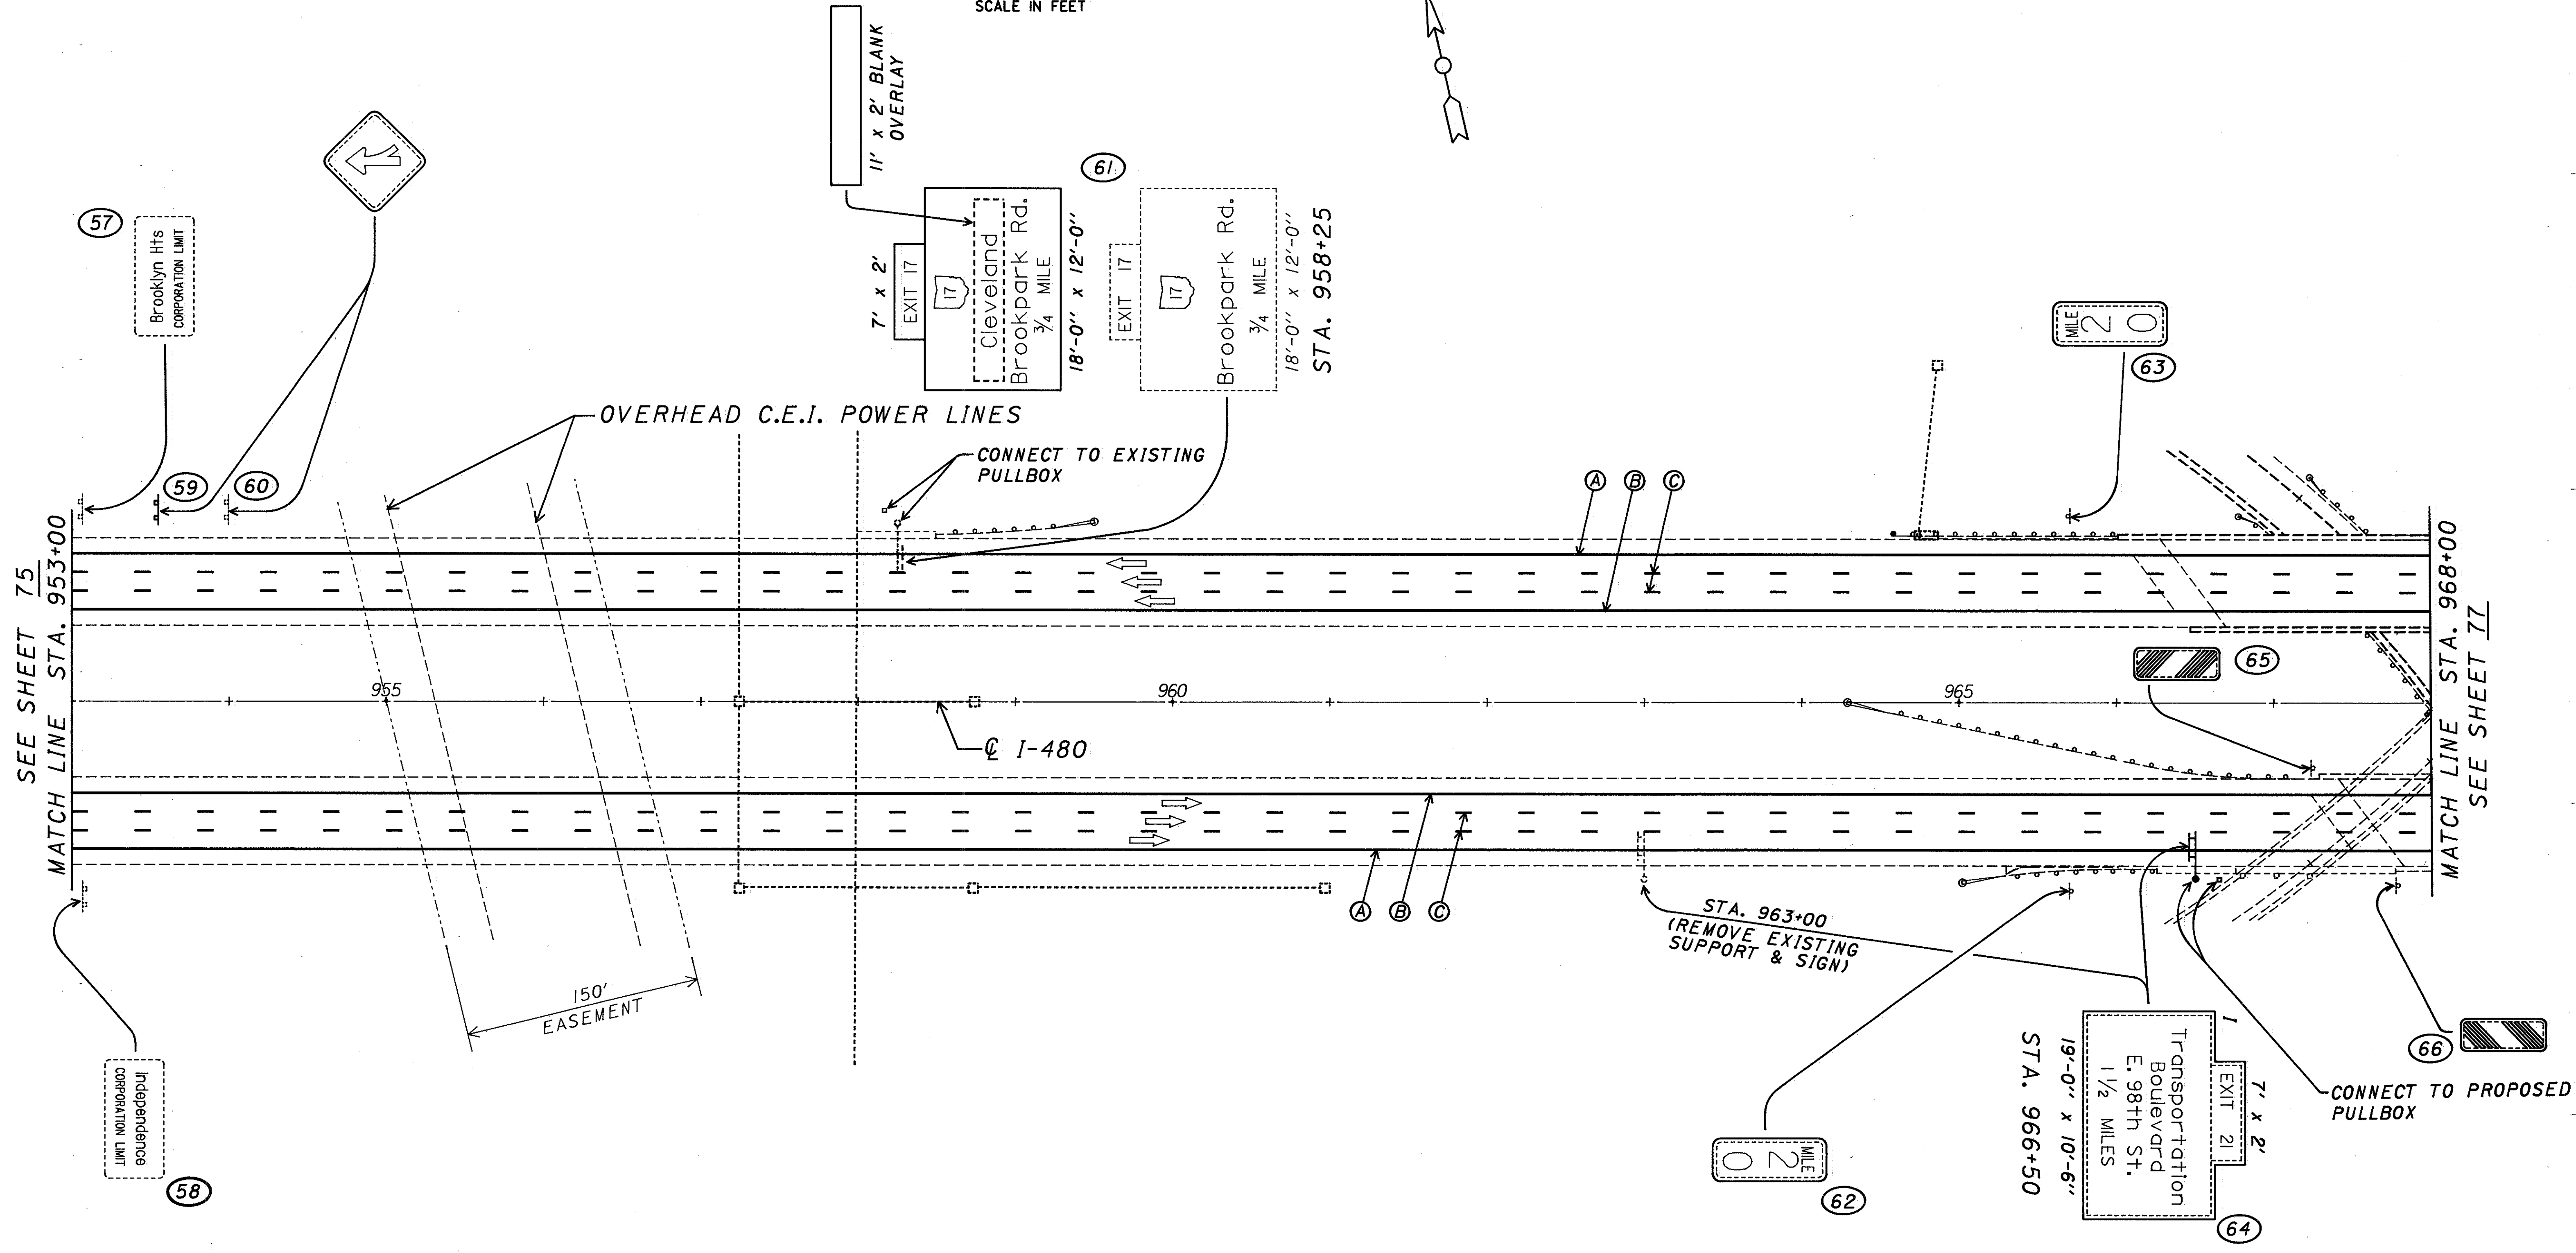 SCALE IN FEET
11' x 2' BLANK
OVERLAY
61
57
Brooklyn Hts
CORPORATION LIMIT
7' x 2'
EXIT 17
17
Cleveland
Brookpark Rd.
3/4 MILE
18'-0" x 12'-0"
EXIT 17
17
Brookpark Rd.
3/4 MILE
18'-0" x 12'-0"
STA. 958+25
MILE
20
63
OVERHEAD C.E.I. POWER LINES
CONNECT TO EXISTING
PULLBOX
59
60
A
B
C
SEE SHEET 75
MATCH LINE STA. 953+00
MATCH LINE STA. 968+00
SEE SHEET 77
65
955
960
965
℄ I-480
A
B
C
STA. 963+00
(REMOVE EXISTING
SUPPORT & SIGN)
150'
EASEMENT
Independence
CORPORATION LIMIT
58
MILE
20
62
1
7' x 2'
EXIT 21
Transportation
Boulevard
E. 98th St.
1 1/2 MILES
19'-0" x 10'-6"
STA. 966+50
64
66
CONNECT TO PROPOSED
PULLBOX